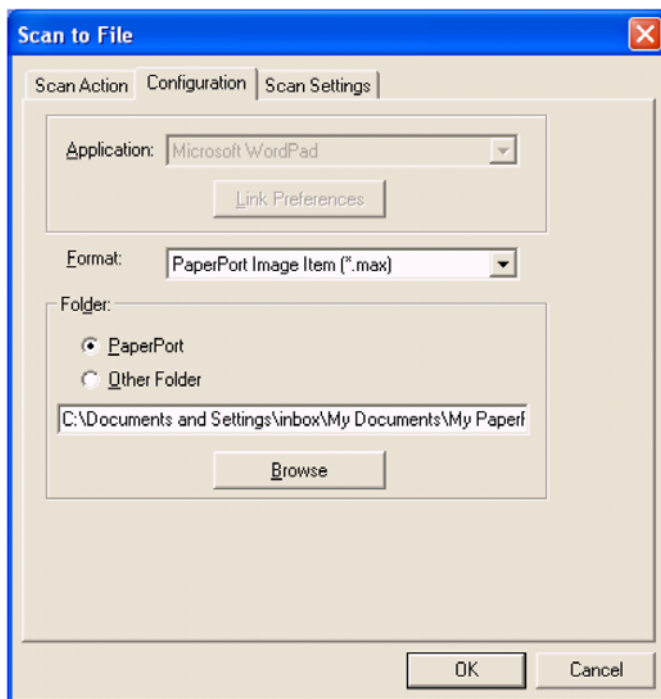 Scan to File
Scan Action Configuration Scan Settings
Application: Microsoft WordPad
Link Preferences
Format: PaperPort Image Item (*.max)
Folder:
PaperPort
Other Folder
C:\Documents and Settings\inbox\My Documents\My PaperF
Browse
OK Cancel